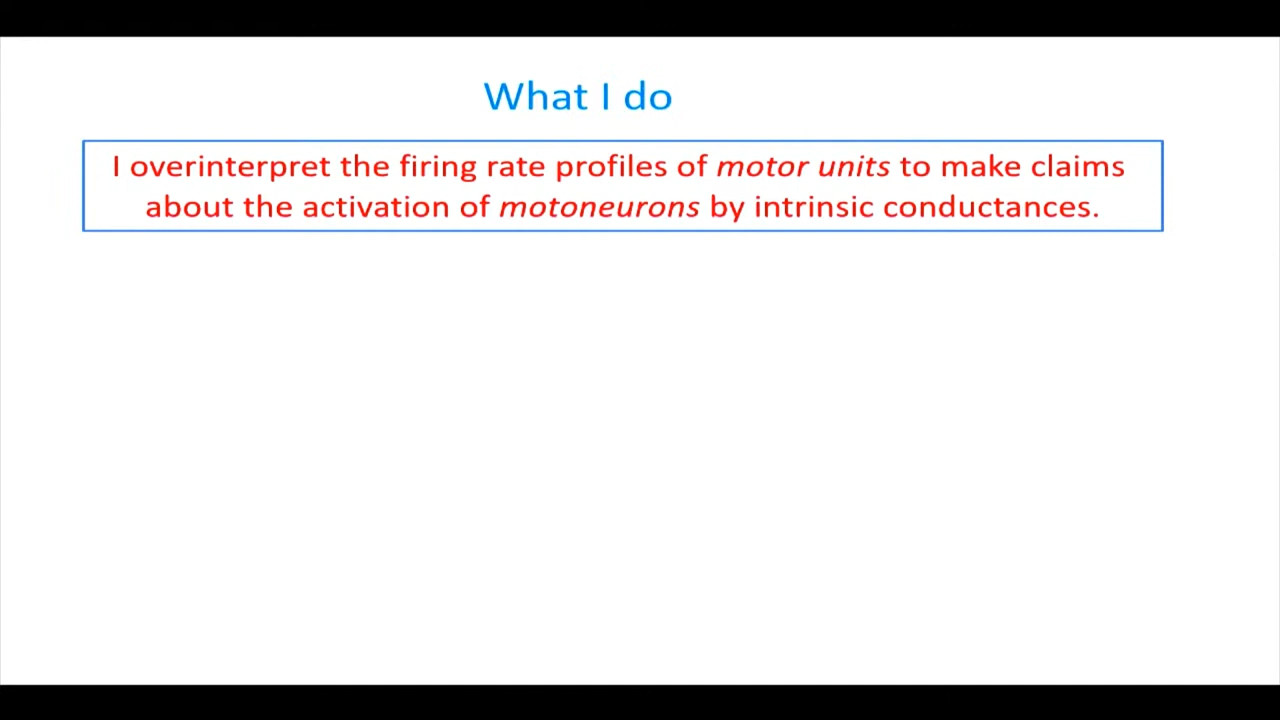 What I do
I overinterpret the firing rate profiles of motor units to make claims
about the activation of motoneurons by intrinsic conductances.